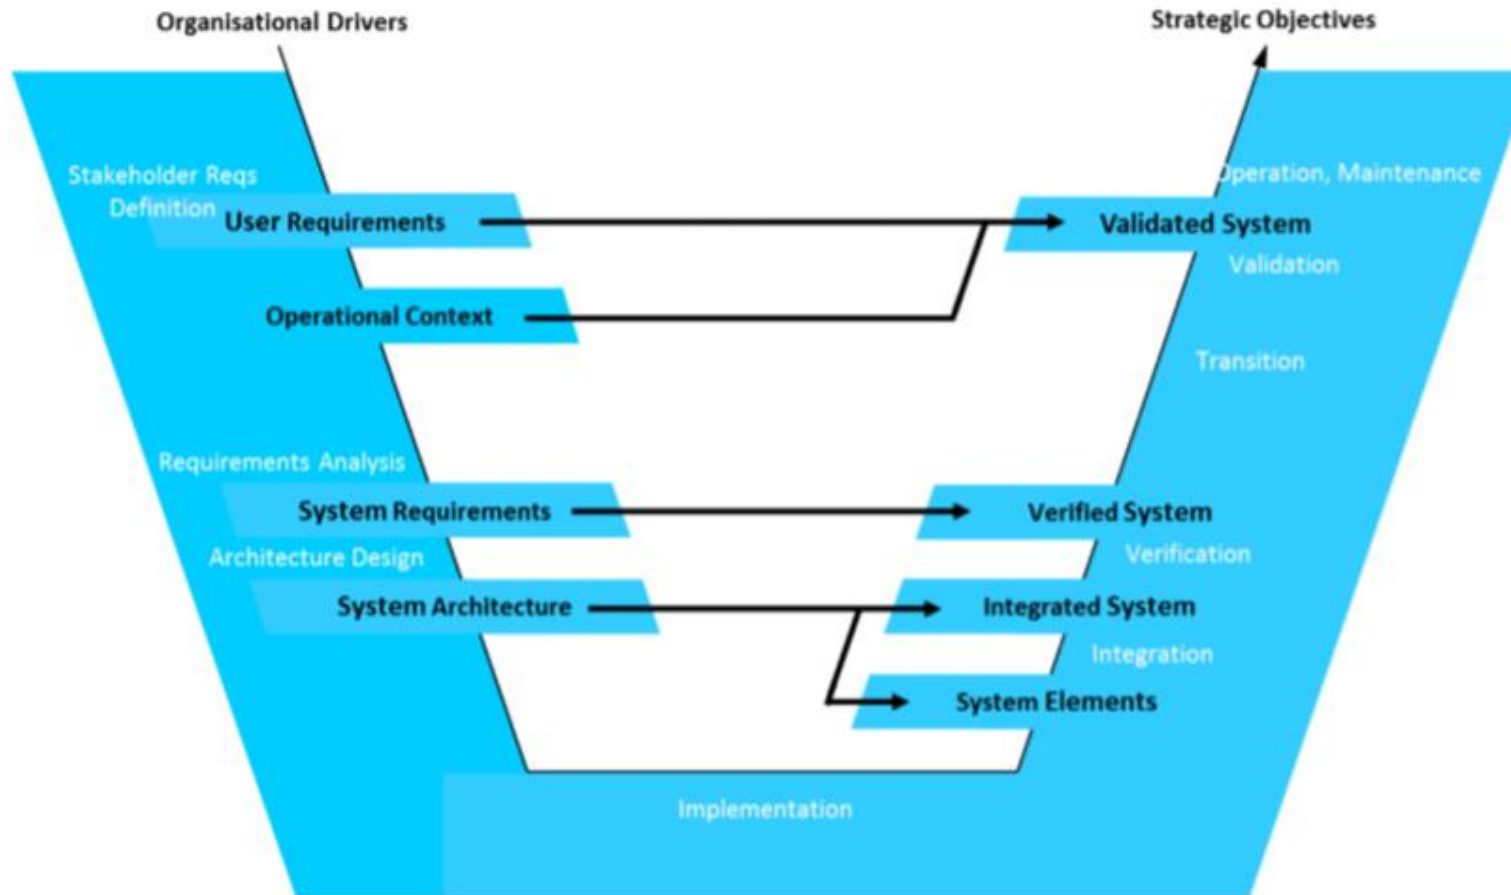 Organisational Drivers
Strategic Objectives
Stakeholder Reqs
Definition
User Requirements
Operation, Maintenance
Validated System
Validation
Operational Context
Transition
Requirements Analysis
System Requirements
Verified System
Architecture Design
Verification
System Architecture
Integrated System
Integration
System Elements
Implementation